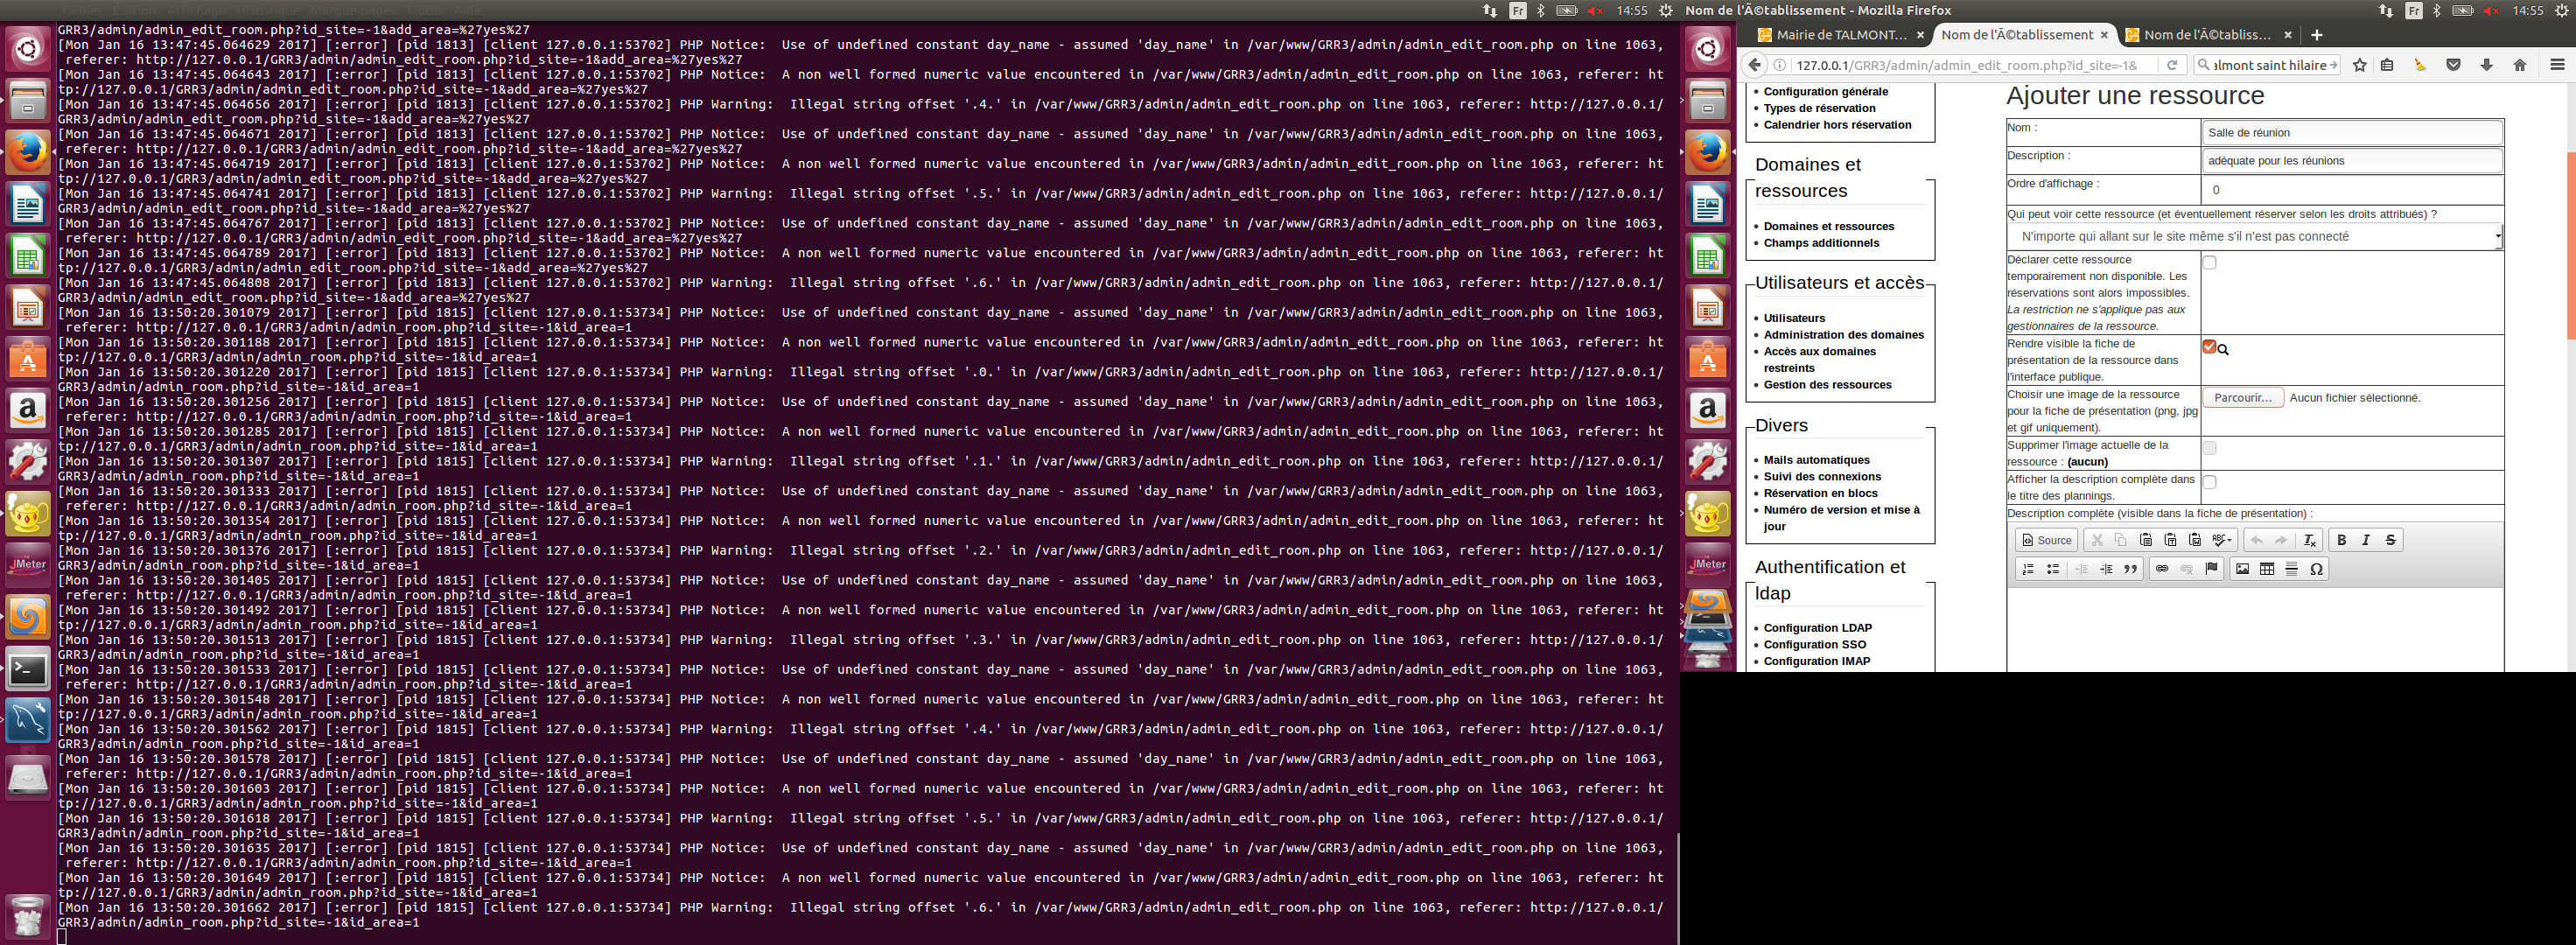 Fichier Édition Affichage Historique Marque-pages Outils Aide
Fr 14:55
GRR3/admin/admin_edit_room.php?id_site=-1&add_area=%27yes%27
[Mon Jan 16 13:47:45.064629 2017] [:error] [pid 1813] [client 127.0.0.1:53702] PHP Notice:  Use of undefined constant day_name - assumed 'day_name' in /var/www/GRR3/admin/admin_edit_room.php on line 1063,
 referer: http://127.0.0.1/GRR3/admin/admin_edit_room.php?id_site=-1&add_area=%27yes%27
[Mon Jan 16 13:47:45.064643 2017] [:error] [pid 1813] [client 127.0.0.1:53702] PHP Notice:  A non well formed numeric value encountered in /var/www/GRR3/admin/admin_edit_room.php on line 1063, referer: ht
tp://127.0.0.1/GRR3/admin/admin_edit_room.php?id_site=-1&add_area=%27yes%27
[Mon Jan 16 13:47:45.064656 2017] [:error] [pid 1813] [client 127.0.0.1:53702] PHP Warning:  Illegal string offset '.4.' in /var/www/GRR3/admin/admin_edit_room.php on line 1063, referer: http://127.0.0.1/
GRR3/admin/admin_edit_room.php?id_site=-1&add_area=%27yes%27
[Mon Jan 16 13:47:45.064671 2017] [:error] [pid 1813] [client 127.0.0.1:53702] PHP Notice:  Use of undefined constant day_name - assumed 'day_name' in /var/www/GRR3/admin/admin_edit_room.php on line 1063,
 referer: http://127.0.0.1/GRR3/admin/admin_edit_room.php?id_site=-1&add_area=%27yes%27
[Mon Jan 16 13:47:45.064719 2017] [:error] [pid 1813] [client 127.0.0.1:53702] PHP Notice:  A non well formed numeric value encountered in /var/www/GRR3/admin/admin_edit_room.php on line 1063, referer: ht
tp://127.0.0.1/GRR3/admin/admin_edit_room.php?id_site=-1&add_area=%27yes%27
[Mon Jan 16 13:47:45.064741 2017] [:error] [pid 1813] [client 127.0.0.1:53702] PHP Warning:  Illegal string offset '.5.' in /var/www/GRR3/admin/admin_edit_room.php on line 1063, referer: http://127.0.0.1/
GRR3/admin/admin_edit_room.php?id_site=-1&add_area=%27yes%27
[Mon Jan 16 13:47:45.064767 2017] [:error] [pid 1813] [client 127.0.0.1:53702] PHP Notice:  Use of undefined constant day_name - assumed 'day_name' in /var/www/GRR3/admin/admin_edit_room.php on line 1063,
 referer: http://127.0.0.1/GRR3/admin/admin_edit_room.php?id_site=-1&add_area=%27yes%27
[Mon Jan 16 13:47:45.064789 2017] [:error] [pid 1813] [client 127.0.0.1:53702] PHP Notice:  A non well formed numeric value encountered in /var/www/GRR3/admin/admin_edit_room.php on line 1063, referer: ht
tp://127.0.0.1/GRR3/admin/admin_edit_room.php?id_site=-1&add_area=%27yes%27
[Mon Jan 16 13:47:45.064808 2017] [:error] [pid 1813] [client 127.0.0.1:53702] PHP Warning:  Illegal string offset '.6.' in /var/www/GRR3/admin/admin_edit_room.php on line 1063, referer: http://127.0.0.1/
GRR3/admin/admin_edit_room.php?id_site=-1&add_area=%27yes%27
[Mon Jan 16 13:50:20.301079 2017] [:error] [pid 1815] [client 127.0.0.1:53734] PHP Notice:  Use of undefined constant day_name - assumed 'day_name' in /var/www/GRR3/admin/admin_edit_room.php on line 1063,
 referer: http://127.0.0.1/GRR3/admin/admin_room.php?id_site=-1&id_area=1
[Mon Jan 16 13:50:20.301188 2017] [:error] [pid 1815] [client 127.0.0.1:53734] PHP Notice:  A non well formed numeric value encountered in /var/www/GRR3/admin/admin_edit_room.php on line 1063, referer: ht
tp://127.0.0.1/GRR3/admin/admin_room.php?id_site=-1&id_area=1
[Mon Jan 16 13:50:20.301220 2017] [:error] [pid 1815] [client 127.0.0.1:53734] PHP Warning:  Illegal string offset '.0.' in /var/www/GRR3/admin/admin_edit_room.php on line 1063, referer: http://127.0.0.1/
GRR3/admin/admin_room.php?id_site=-1&id_area=1
[Mon Jan 16 13:50:20.301256 2017] [:error] [pid 1815] [client 127.0.0.1:53734] PHP Notice:  Use of undefined constant day_name - assumed 'day_name' in /var/www/GRR3/admin/admin_edit_room.php on line 1063,
 referer: http://127.0.0.1/GRR3/admin/admin_room.php?id_site=-1&id_area=1
[Mon Jan 16 13:50:20.301285 2017] [:error] [pid 1815] [client 127.0.0.1:53734] PHP Notice:  A non well formed numeric value encountered in /var/www/GRR3/admin/admin_edit_room.php on line 1063, referer: ht
tp://127.0.0.1/GRR3/admin/admin_room.php?id_site=-1&id_area=1
[Mon Jan 16 13:50:20.301307 2017] [:error] [pid 1815] [client 127.0.0.1:53734] PHP Warning:  Illegal string offset '.1.' in /var/www/GRR3/admin/admin_edit_room.php on line 1063, referer: http://127.0.0.1/
GRR3/admin/admin_room.php?id_site=-1&id_area=1
[Mon Jan 16 13:50:20.301333 2017] [:error] [pid 1815] [client 127.0.0.1:53734] PHP Notice:  Use of undefined constant day_name - assumed 'day_name' in /var/www/GRR3/admin/admin_edit_room.php on line 1063,
 referer: http://127.0.0.1/GRR3/admin/admin_room.php?id_site=-1&id_area=1
[Mon Jan 16 13:50:20.301354 2017] [:error] [pid 1815] [client 127.0.0.1:53734] PHP Notice:  A non well formed numeric value encountered in /var/www/GRR3/admin/admin_edit_room.php on line 1063, referer: ht
tp://127.0.0.1/GRR3/admin/admin_room.php?id_site=-1&id_area=1
[Mon Jan 16 13:50:20.301376 2017] [:error] [pid 1815] [client 127.0.0.1:53734] PHP Warning:  Illegal string offset '.2.' in /var/www/GRR3/admin/admin_edit_room.php on line 1063, referer: http://127.0.0.1/
GRR3/admin/admin_room.php?id_site=-1&id_area=1
[Mon Jan 16 13:50:20.301405 2017] [:error] [pid 1815] [client 127.0.0.1:53734] PHP Notice:  Use of undefined constant day_name - assumed 'day_name' in /var/www/GRR3/admin/admin_edit_room.php on line 1063,
 referer: http://127.0.0.1/GRR3/admin/admin_room.php?id_site=-1&id_area=1
[Mon Jan 16 13:50:20.301492 2017] [:error] [pid 1815] [client 127.0.0.1:53734] PHP Notice:  A non well formed numeric value encountered in /var/www/GRR3/admin/admin_edit_room.php on line 1063, referer: ht
tp://127.0.0.1/GRR3/admin/admin_room.php?id_site=-1&id_area=1
[Mon Jan 16 13:50:20.301513 2017] [:error] [pid 1815] [client 127.0.0.1:53734] PHP Warning:  Illegal string offset '.3.' in /var/www/GRR3/admin/admin_edit_room.php on line 1063, referer: http://127.0.0.1/
GRR3/admin/admin_room.php?id_site=-1&id_area=1
[Mon Jan 16 13:50:20.301533 2017] [:error] [pid 1815] [client 127.0.0.1:53734] PHP Notice:  Use of undefined constant day_name - assumed 'day_name' in /var/www/GRR3/admin/admin_edit_room.php on line 1063,
 referer: http://127.0.0.1/GRR3/admin/admin_room.php?id_site=-1&id_area=1
[Mon Jan 16 13:50:20.301548 2017] [:error] [pid 1815] [client 127.0.0.1:53734] PHP Notice:  A non well formed numeric value encountered in /var/www/GRR3/admin/admin_edit_room.php on line 1063, referer: ht
tp://127.0.0.1/GRR3/admin/admin_room.php?id_site=-1&id_area=1
[Mon Jan 16 13:50:20.301562 2017] [:error] [pid 1815] [client 127.0.0.1:53734] PHP Warning:  Illegal string offset '.4.' in /var/www/GRR3/admin/admin_edit_room.php on line 1063, referer: http://127.0.0.1/
GRR3/admin/admin_room.php?id_site=-1&id_area=1
[Mon Jan 16 13:50:20.301578 2017] [:error] [pid 1815] [client 127.0.0.1:53734] PHP Notice:  Use of undefined constant day_name - assumed 'day_name' in /var/www/GRR3/admin/admin_edit_room.php on line 1063,
 referer: http://127.0.0.1/GRR3/admin/admin_room.php?id_site=-1&id_area=1
[Mon Jan 16 13:50:20.301603 2017] [:error] [pid 1815] [client 127.0.0.1:53734] PHP Notice:  A non well formed numeric value encountered in /var/www/GRR3/admin/admin_edit_room.php on line 1063, referer: ht
tp://127.0.0.1/GRR3/admin/admin_room.php?id_site=-1&id_area=1
[Mon Jan 16 13:50:20.301618 2017] [:error] [pid 1815] [client 127.0.0.1:53734] PHP Warning:  Illegal string offset '.5.' in /var/www/GRR3/admin/admin_edit_room.php on line 1063, referer: http://127.0.0.1/
GRR3/admin/admin_room.php?id_site=-1&id_area=1
[Mon Jan 16 13:50:20.301635 2017] [:error] [pid 1815] [client 127.0.0.1:53734] PHP Notice:  Use of undefined constant day_name - assumed 'day_name' in /var/www/GRR3/admin/admin_edit_room.php on line 1063,
 referer: http://127.0.0.1/GRR3/admin/admin_room.php?id_site=-1&id_area=1
[Mon Jan 16 13:50:20.301649 2017] [:error] [pid 1815] [client 127.0.0.1:53734] PHP Notice:  A non well formed numeric value encountered in /var/www/GRR3/admin/admin_edit_room.php on line 1063, referer: ht
tp://127.0.0.1/GRR3/admin/admin_room.php?id_site=-1&id_area=1
[Mon Jan 16 13:50:20.301662 2017] [:error] [pid 1815] [client 127.0.0.1:53734] PHP Warning:  Illegal string offset '.6.' in /var/www/GRR3/admin/admin_edit_room.php on line 1063, referer: http://127.0.0.1/
GRR3/admin/admin_room.php?id_site=-1&id_area=1
JMeter
Nom de l'Ã©tablissement - Mozilla Firefox
Fr 14:55
Mairie de TALMONT...
Nom de l'Ã©tablissement
Nom de l'Ã©tabliss...
127.0.0.1/GRR3/admin/admin_edit_room.php?id_site=-1&
almont saint hilaire
JMeter
Configuration générale
Types de réservation
Calendrier hors réservation
Domaines et
ressources
Domaines et ressources
Champs additionnels
Utilisateurs et accès
Utilisateurs
Administration des domaines
Accès aux domaines
restreints
Gestion des ressources
Divers
Mails automatiques
Suivi des connexions
Réservation en blocs
Numéro de version et mise à
jour
Authentification et
ldap
Configuration LDAP
Configuration SSO
Configuration IMAP
Ajouter une ressource
Nom :
Salle de réunion
Description :
adéquate pour les réunions
Ordre d'affichage :
0
Qui peut voir cette ressource (et éventuellement réserver selon les droits attribués) ?
N'importe qui allant sur le site même s'il n'est pas connecté
Déclarer cette ressource
temporairement non disponible. Les
réservations sont alors impossibles.
La restriction ne s'applique pas aux
gestionnaires de la ressource.
Rendre visible la fiche de
présentation de la ressource dans
l'interface publique.
Choisir une image de la ressource
pour la fiche de présentation (png, jpg
et gif uniquement).
Parcourir... Aucun fichier sélectionné.
Supprimer l'image actuelle de la
ressource : (aucun)
Afficher la description complète dans
le titre des plannings.
Description complète (visible dans la fiche de présentation) :
Source